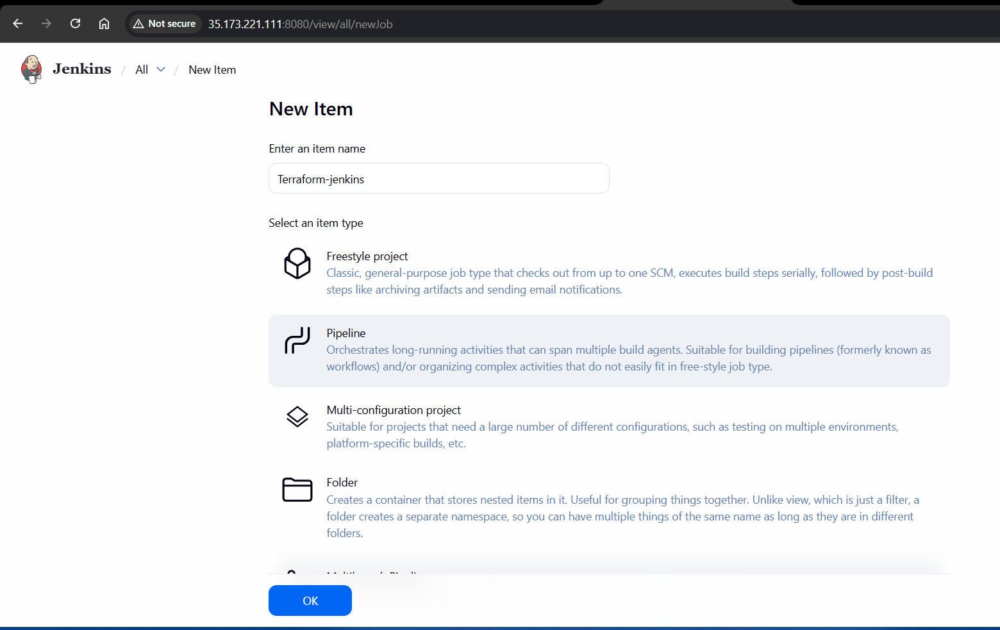 Not secure 35.173.221.111:8080/view/all/newJob
Jenkins / All / New Item
New Item
Enter an item name
Terraform-jenkins
Select an item type
Freestyle project
Classic, general-purpose job type that checks out from up to one SCM, executes build steps serially, followed by post-build
steps like archiving artifacts and sending email notifications.
Pipeline
Orchestrates long-running activities that can span multiple build agents. Suitable for building pipelines (formerly known as
workflows) and/or organizing complex activities that do not easily fit in free-style job type.
Multi-configuration project
Suitable for projects that need a large number of different configurations, such as testing on multiple environments,
platform-specific builds, etc.
Folder
Creates a container that stores nested items in it. Useful for grouping things together. Unlike view, which is just a filter, a
folder creates a separate namespace, so you can have multiple things of the same name as long as they are in different
folders.
OK